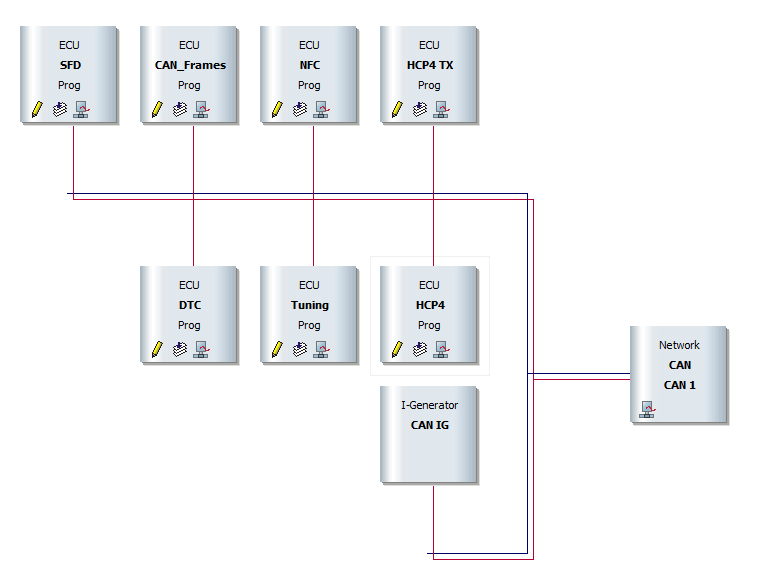 ECU
SFD
Prog
ECU
CAN_Frames
Prog
ECU
NFC
Prog
ECU
HCP4 TX
Prog
ECU
DTC
Prog
ECU
Tuning
Prog
ECU
HCP4
Prog
Network
CAN
CAN 1
I-Generator
CAN IG